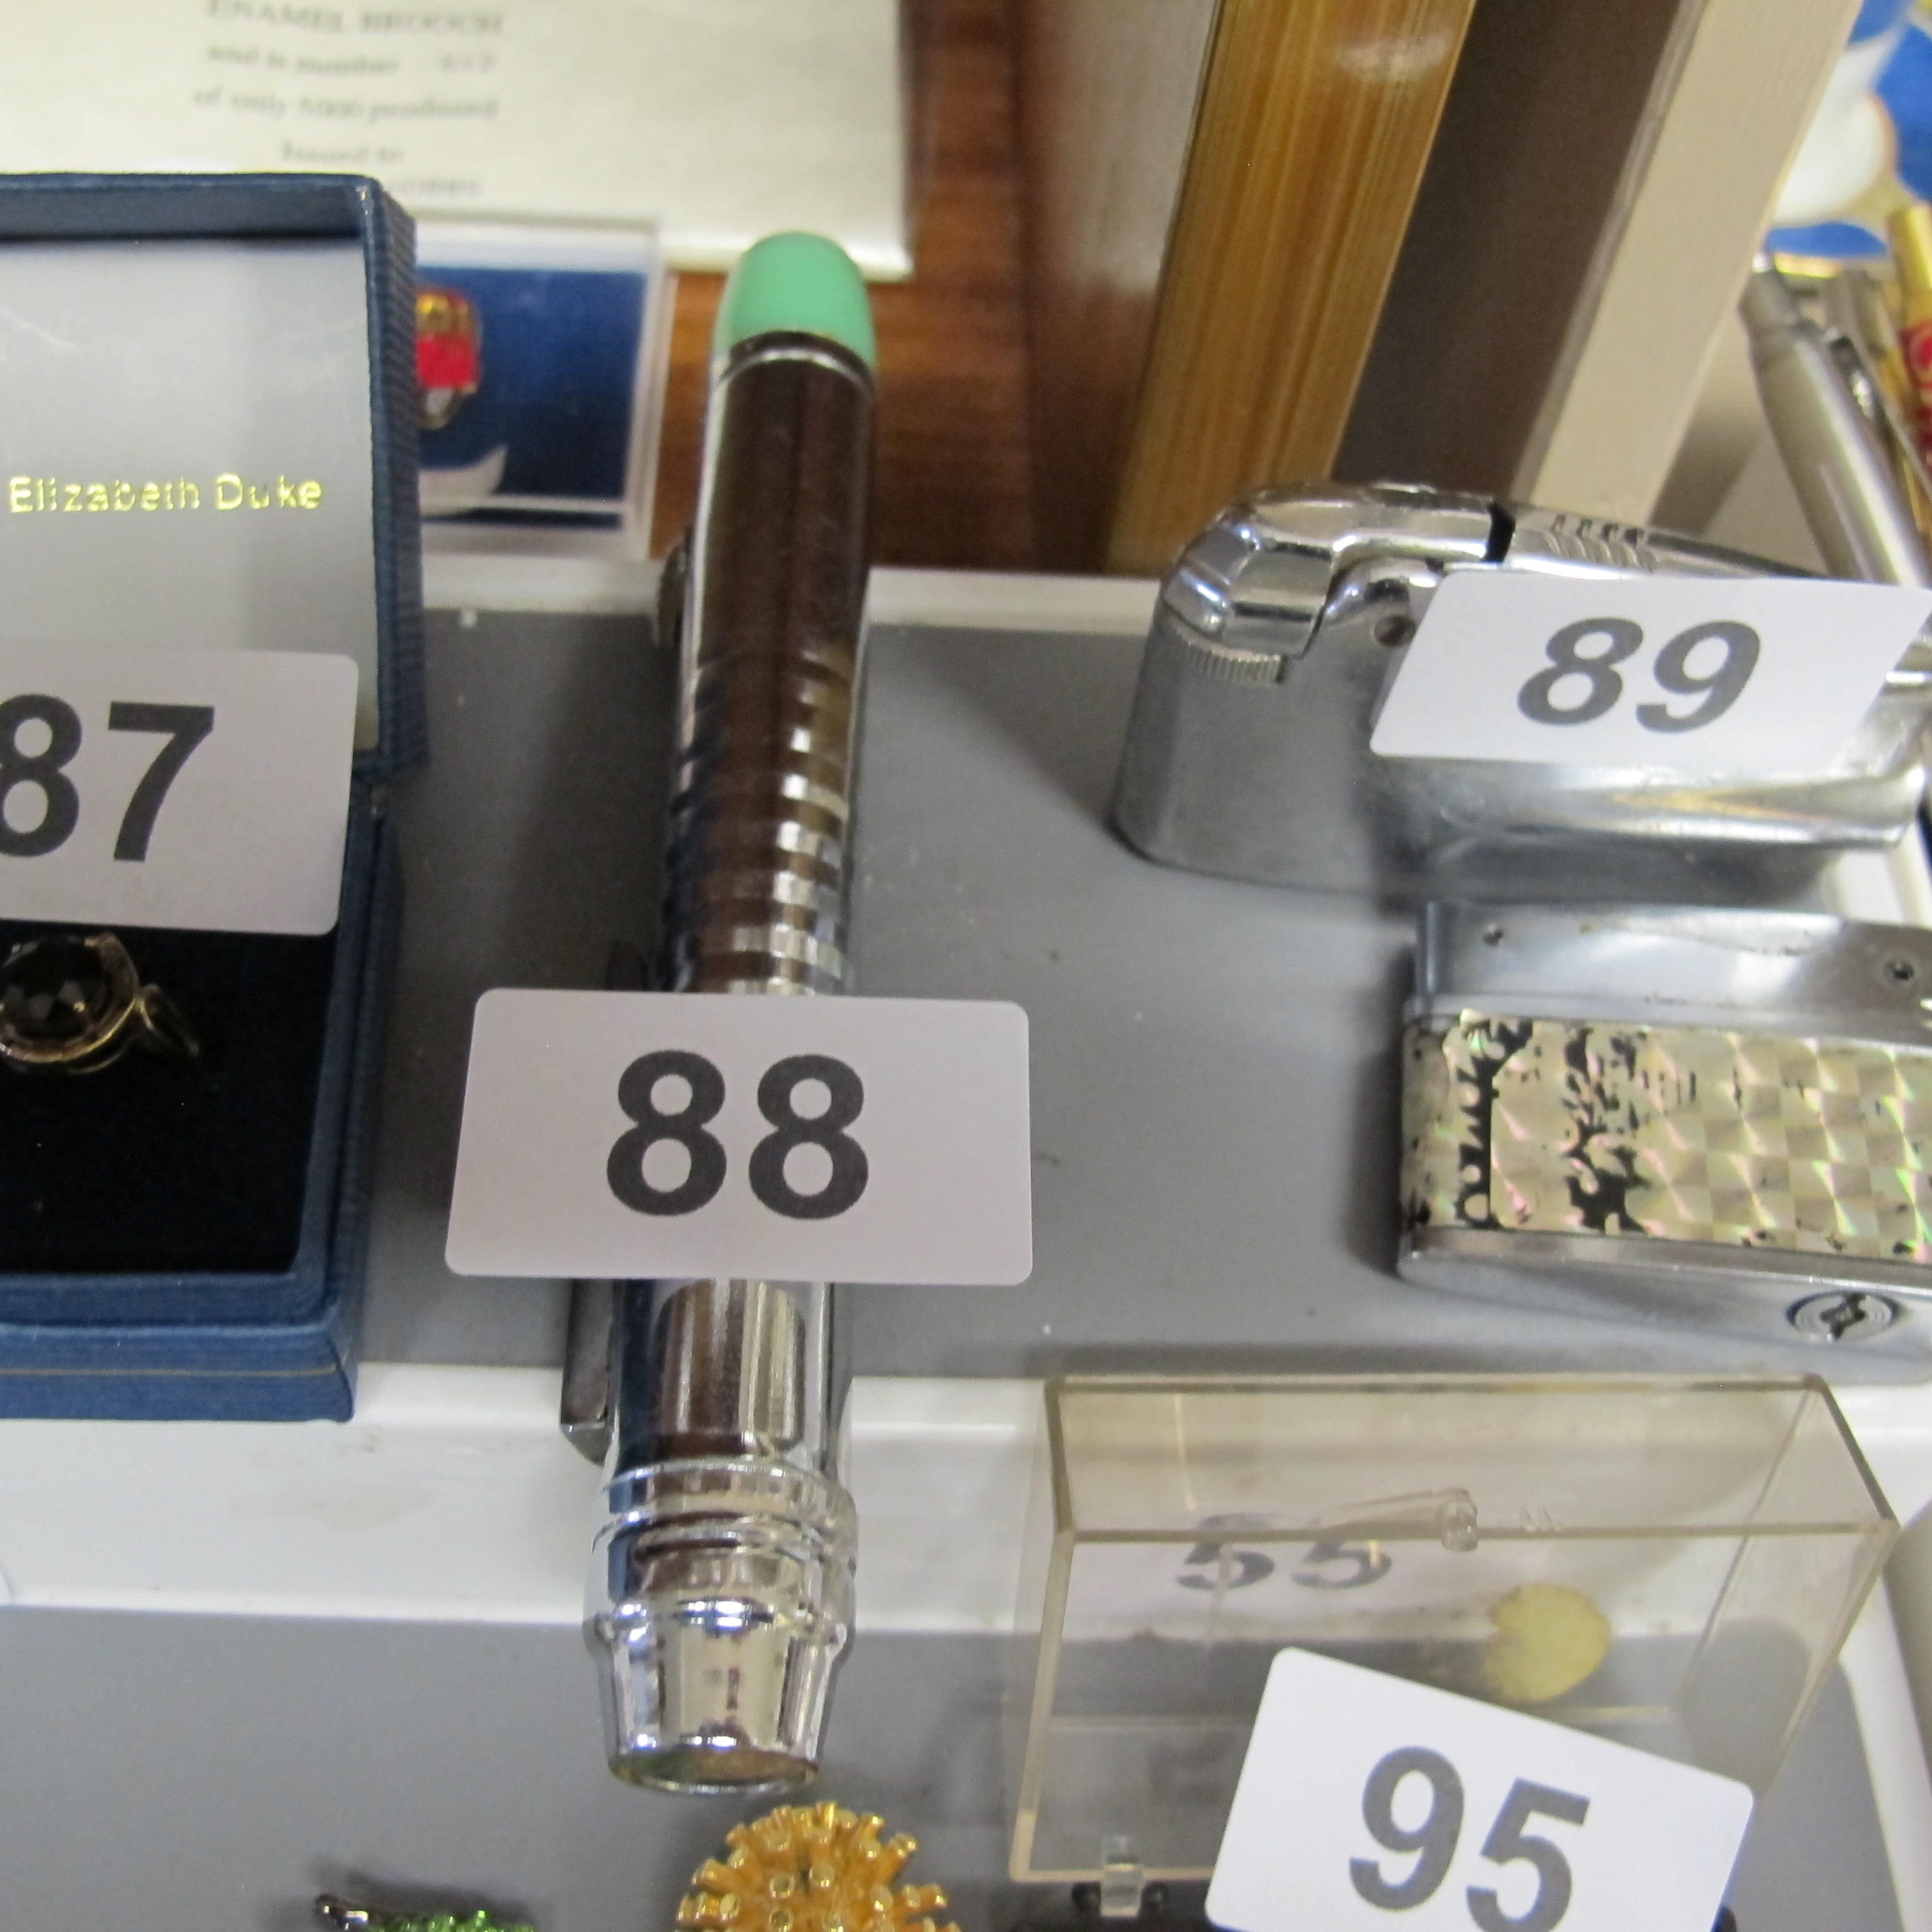 ENAMEL BROOCH
and is number
of only 5000 produced
Issued to
Elizabeth Duke
87
88
89
55
95